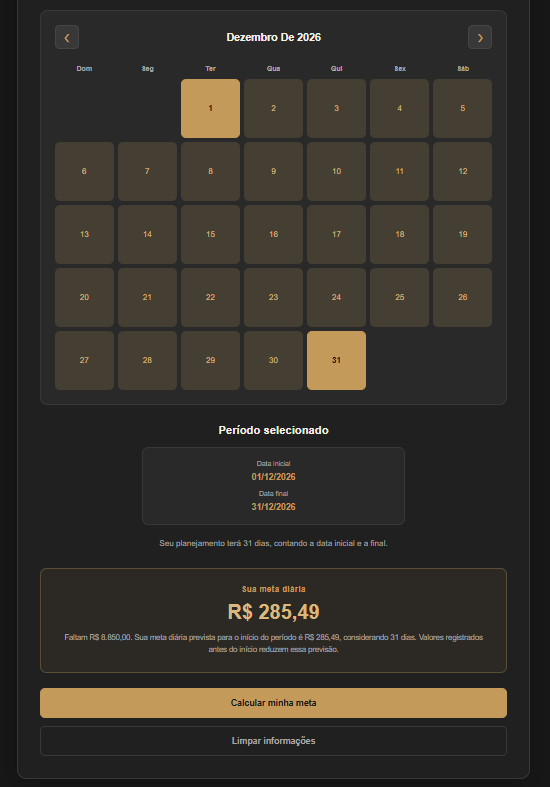 Dezembro De 2026
Dom Seg Ter Qua Qui Sex Sáb
1 2 3 4 5
6 7 8 9 10 11 12
13 14 15 16 17 18 19
20 21 22 23 24 25 26
27 28 29 30 31
Período selecionado
Data inicial
01/12/2026
Data final
31/12/2026
Seu planejamento terá 31 dias, contando a data inicial e a final.
Sua meta diária
R$ 285,49
Faltam R$ 8.850,00. Sua meta diária prevista para o início do período é R$ 285,49, considerando 31 dias. Valores registrados
antes do início reduzem essa previsão.
Calcular minha meta
Limpar informações